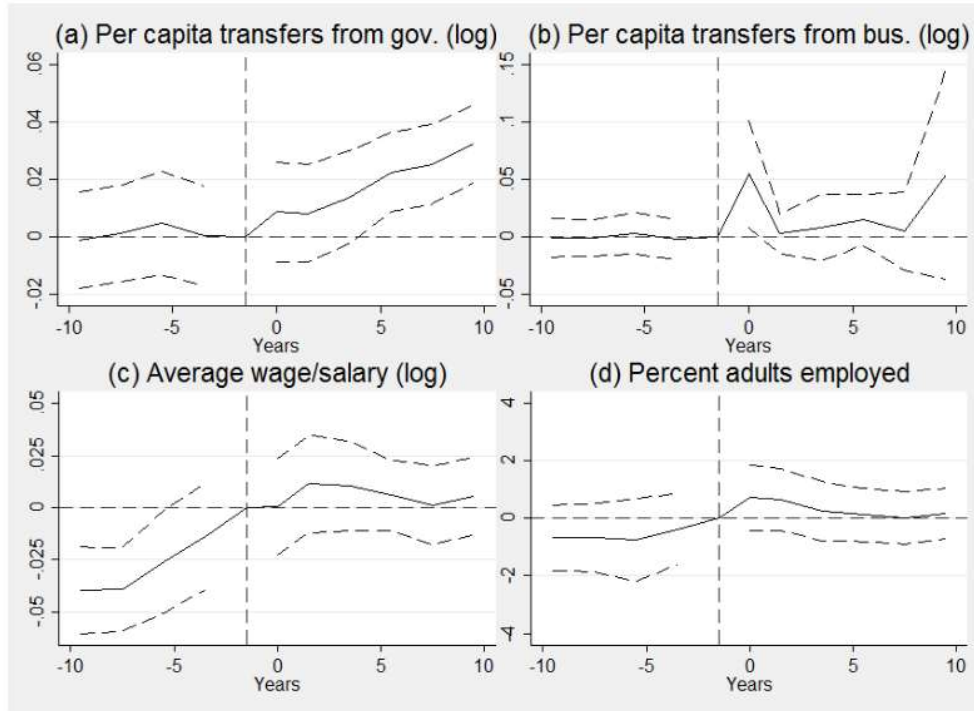 (a) Per capita transfers from gov. (log)
.06
.04
.02
0
-.02
-10 -5 0 5 10
Years
(b) Per capita transfers from bus. (log)
.15
.1
.05
0
-.05
-10 -5 0 5 10
Years
(c) Average wage/salary (log)
.05
.025
0
-.025
-.05
-10 -5 0 5 10
Years
(d) Percent adults employed
4
2
0
-2
-4
-10 -5 0 5 10
Years